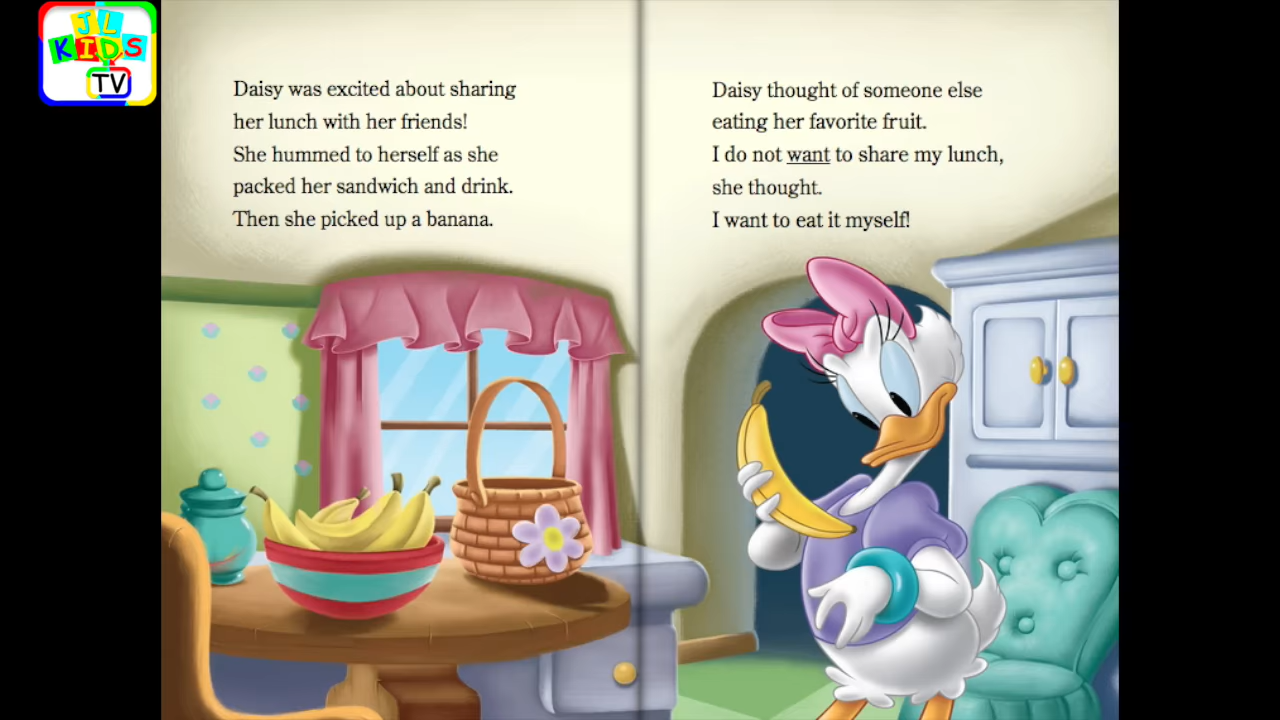 JL
KIDS
TV
Daisy was excited about sharing
her lunch with her friends!
She hummed to herself as she
packed her sandwich and drink.
Then she picked up a banana.
Daisy thought of someone else
eating her favorite fruit.
I do not want to share my lunch,
she thought.
I want to eat it myself!